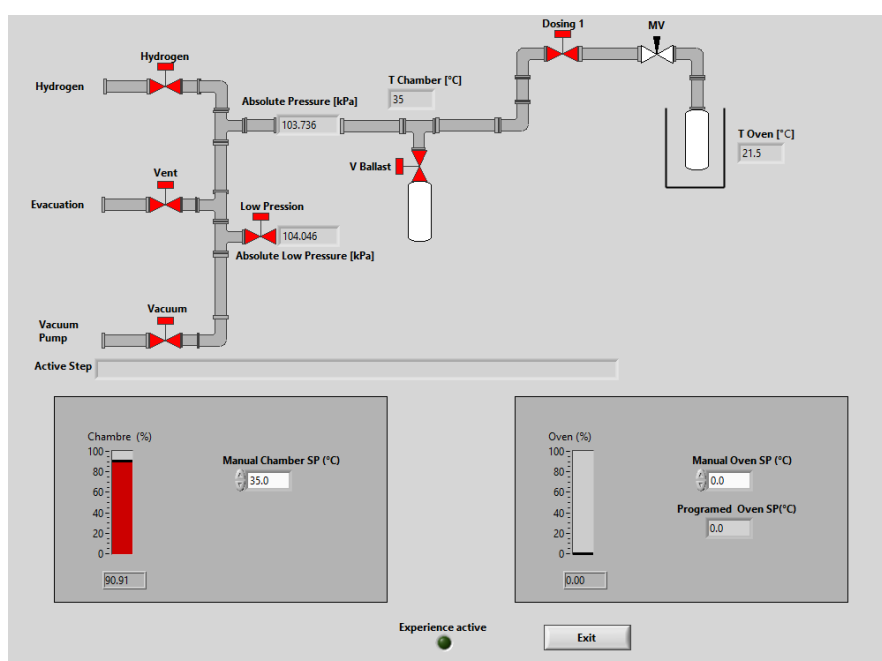 Dosing 1
MV
Hydrogen
T Chamber [°C]
Hydrogen
35
Absolute Pressure [kPa]
103.736
T Oven [°C]
21.5
Vent
V Ballast
Evacuation
Low Pression
104.046
Absolute Low Pressure [kPa]
Vacuum
Vacuum
Pump
Active Step
Chambre (%)
100
80
60
40
20
0
90.91
Manual Chamber SP (°C)
35.0
Oven (%)
100
80
60
40
20
0
0.00
Manual Oven SP (°C)
0.0
Programed Oven SP(°C)
0.0
Experience active
Exit